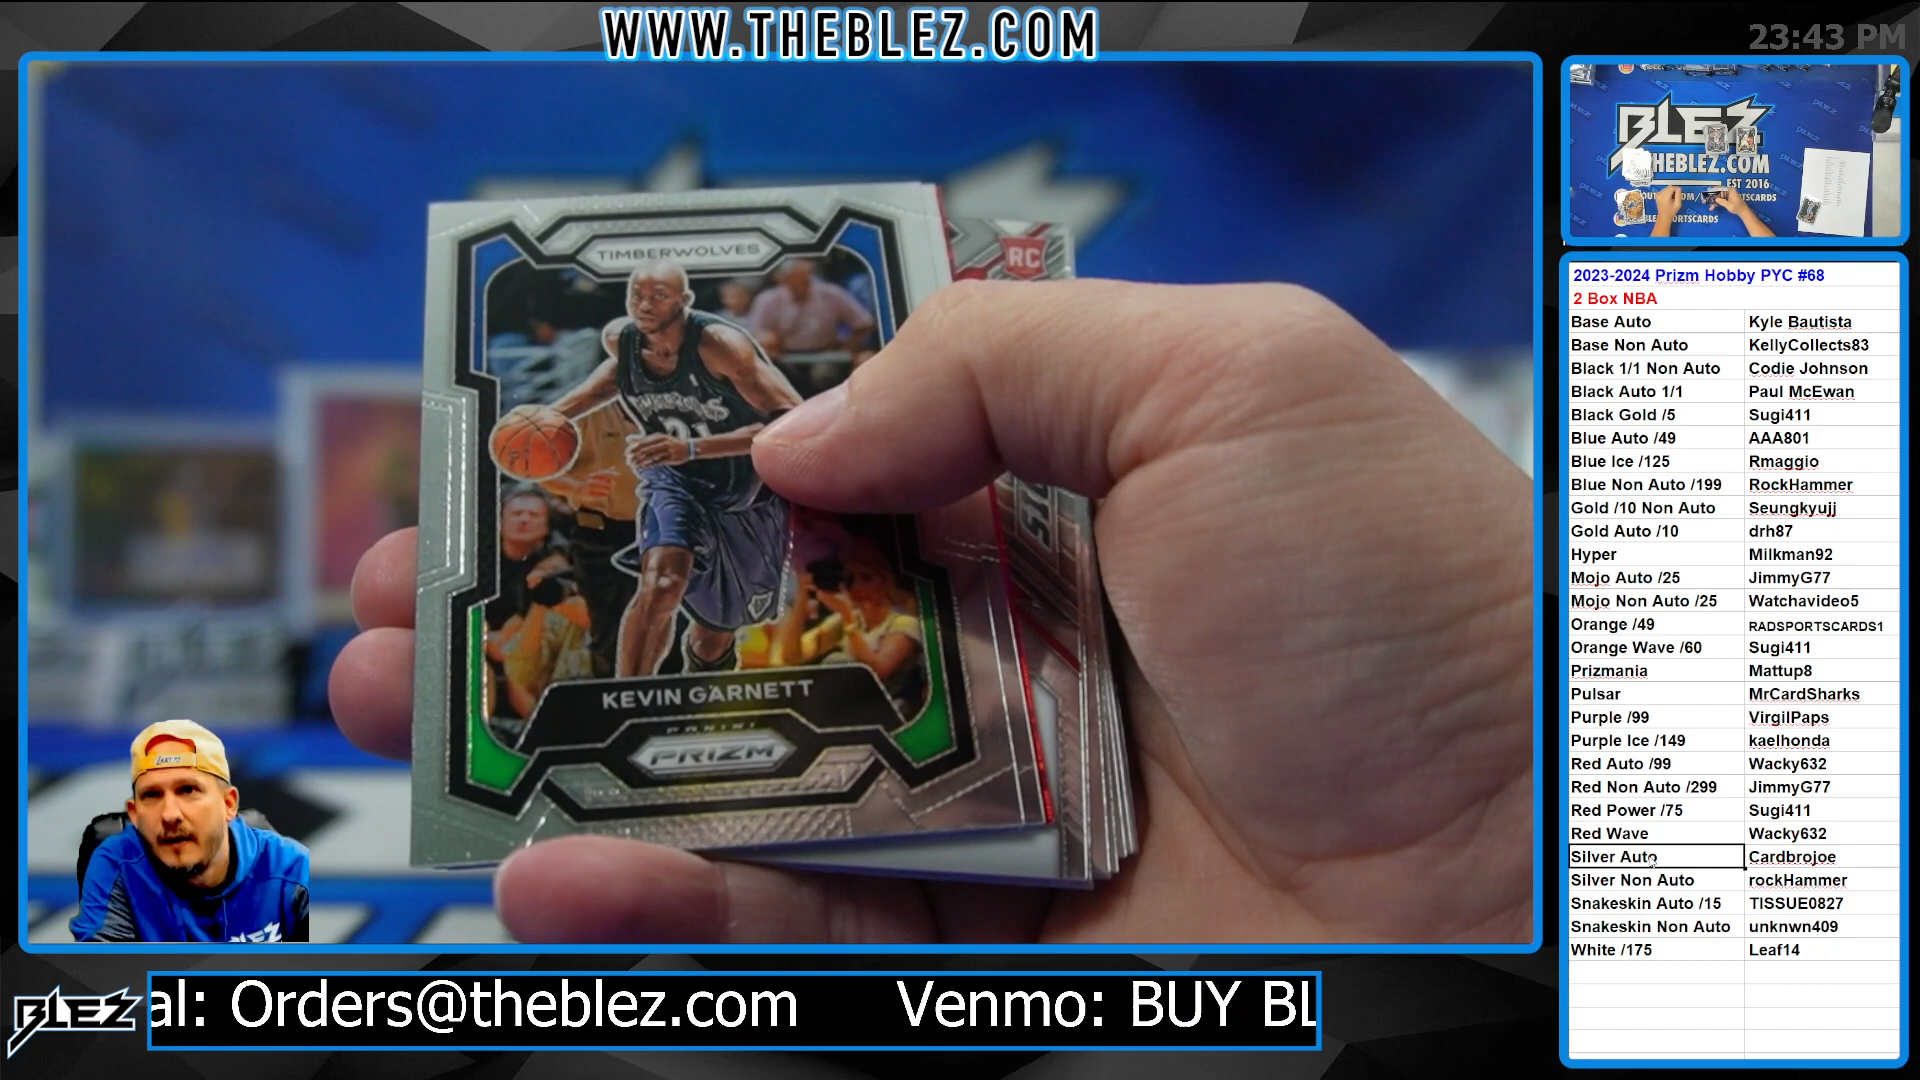 WWW.THEBLEZ.COM
23:43 PM
TIMBERWOLVES
RC
21
KEVIN GARNETT
PANINI
PRIZM
BLEZ
THEBLEZ.COM
EST 2016
2023-2024 Prizm Hobby PYC #68
2 Box NBA
Base Auto Kyle Bautista
Base Non Auto KellyCollects83
Black 1/1 Non Auto Codie Johnson
Black Auto 1/1 Paul McEwan
Black Gold /5 Sugi411
Blue Auto /49 AAA801
Blue Ice /125 Rmaggio
Blue Non Auto /199 RockHammer
Gold /10 Non Auto Seungkyujj
Gold Auto /10 drh87
Hyper Milkman92
Mojo Auto /25 JimmyG77
Mojo Non Auto /25 Watchavideo5
Orange /49 RADSPORTSCARDS1
Orange Wave /60 Sugi411
Prizmania Mattup8
Pulsar MrCardSharks
Purple /99 VirgilPaps
Purple Ice /149 kaelhonda
Red Auto /99 Wacky632
Red Non Auto /299 JimmyG77
Red Power /75 Sugi411
Red Wave Wacky632
Silver Auto Cardbrojoe
Silver Non Auto rockHammer
Snakeskin Auto /15 TISSUE0827
Snakeskin Non Auto unknwn409
White /175 Leaf14
BLEZ
al: Orders@theblez.com Venmo: BUY BL